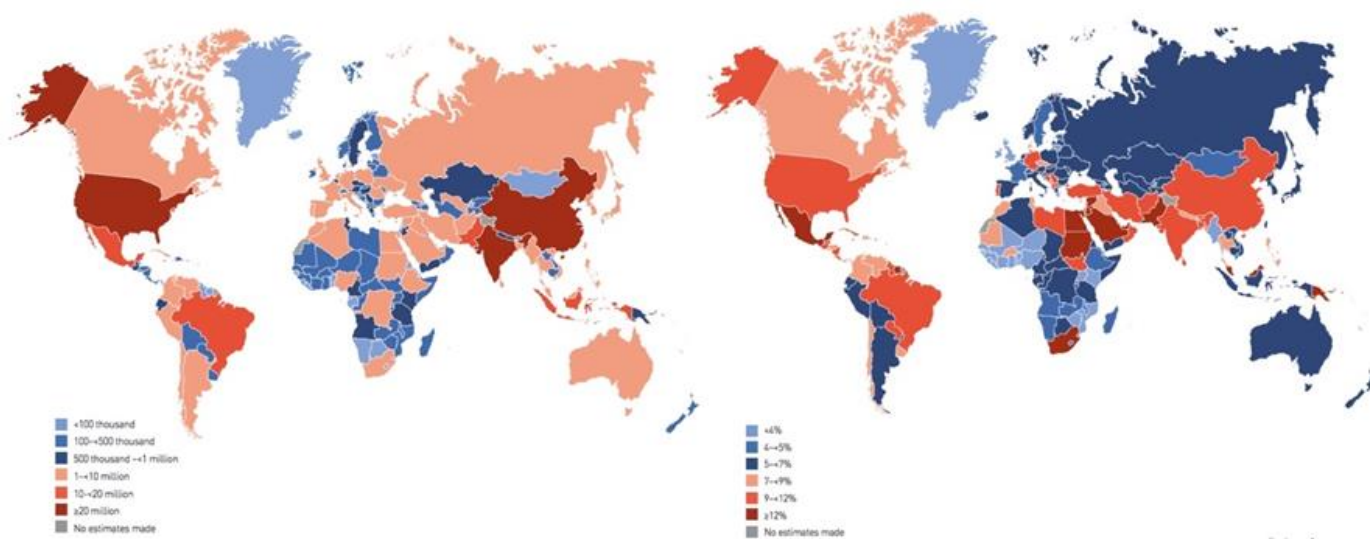 <100 thousand
100-<500 thousand
500 thousand -<1 million
1-<10 million
10-<20 million
≥20 million
No estimates made
<4%
4-<5%
5-<7%
7-<9%
9-<12%
≥12%
No estimates made